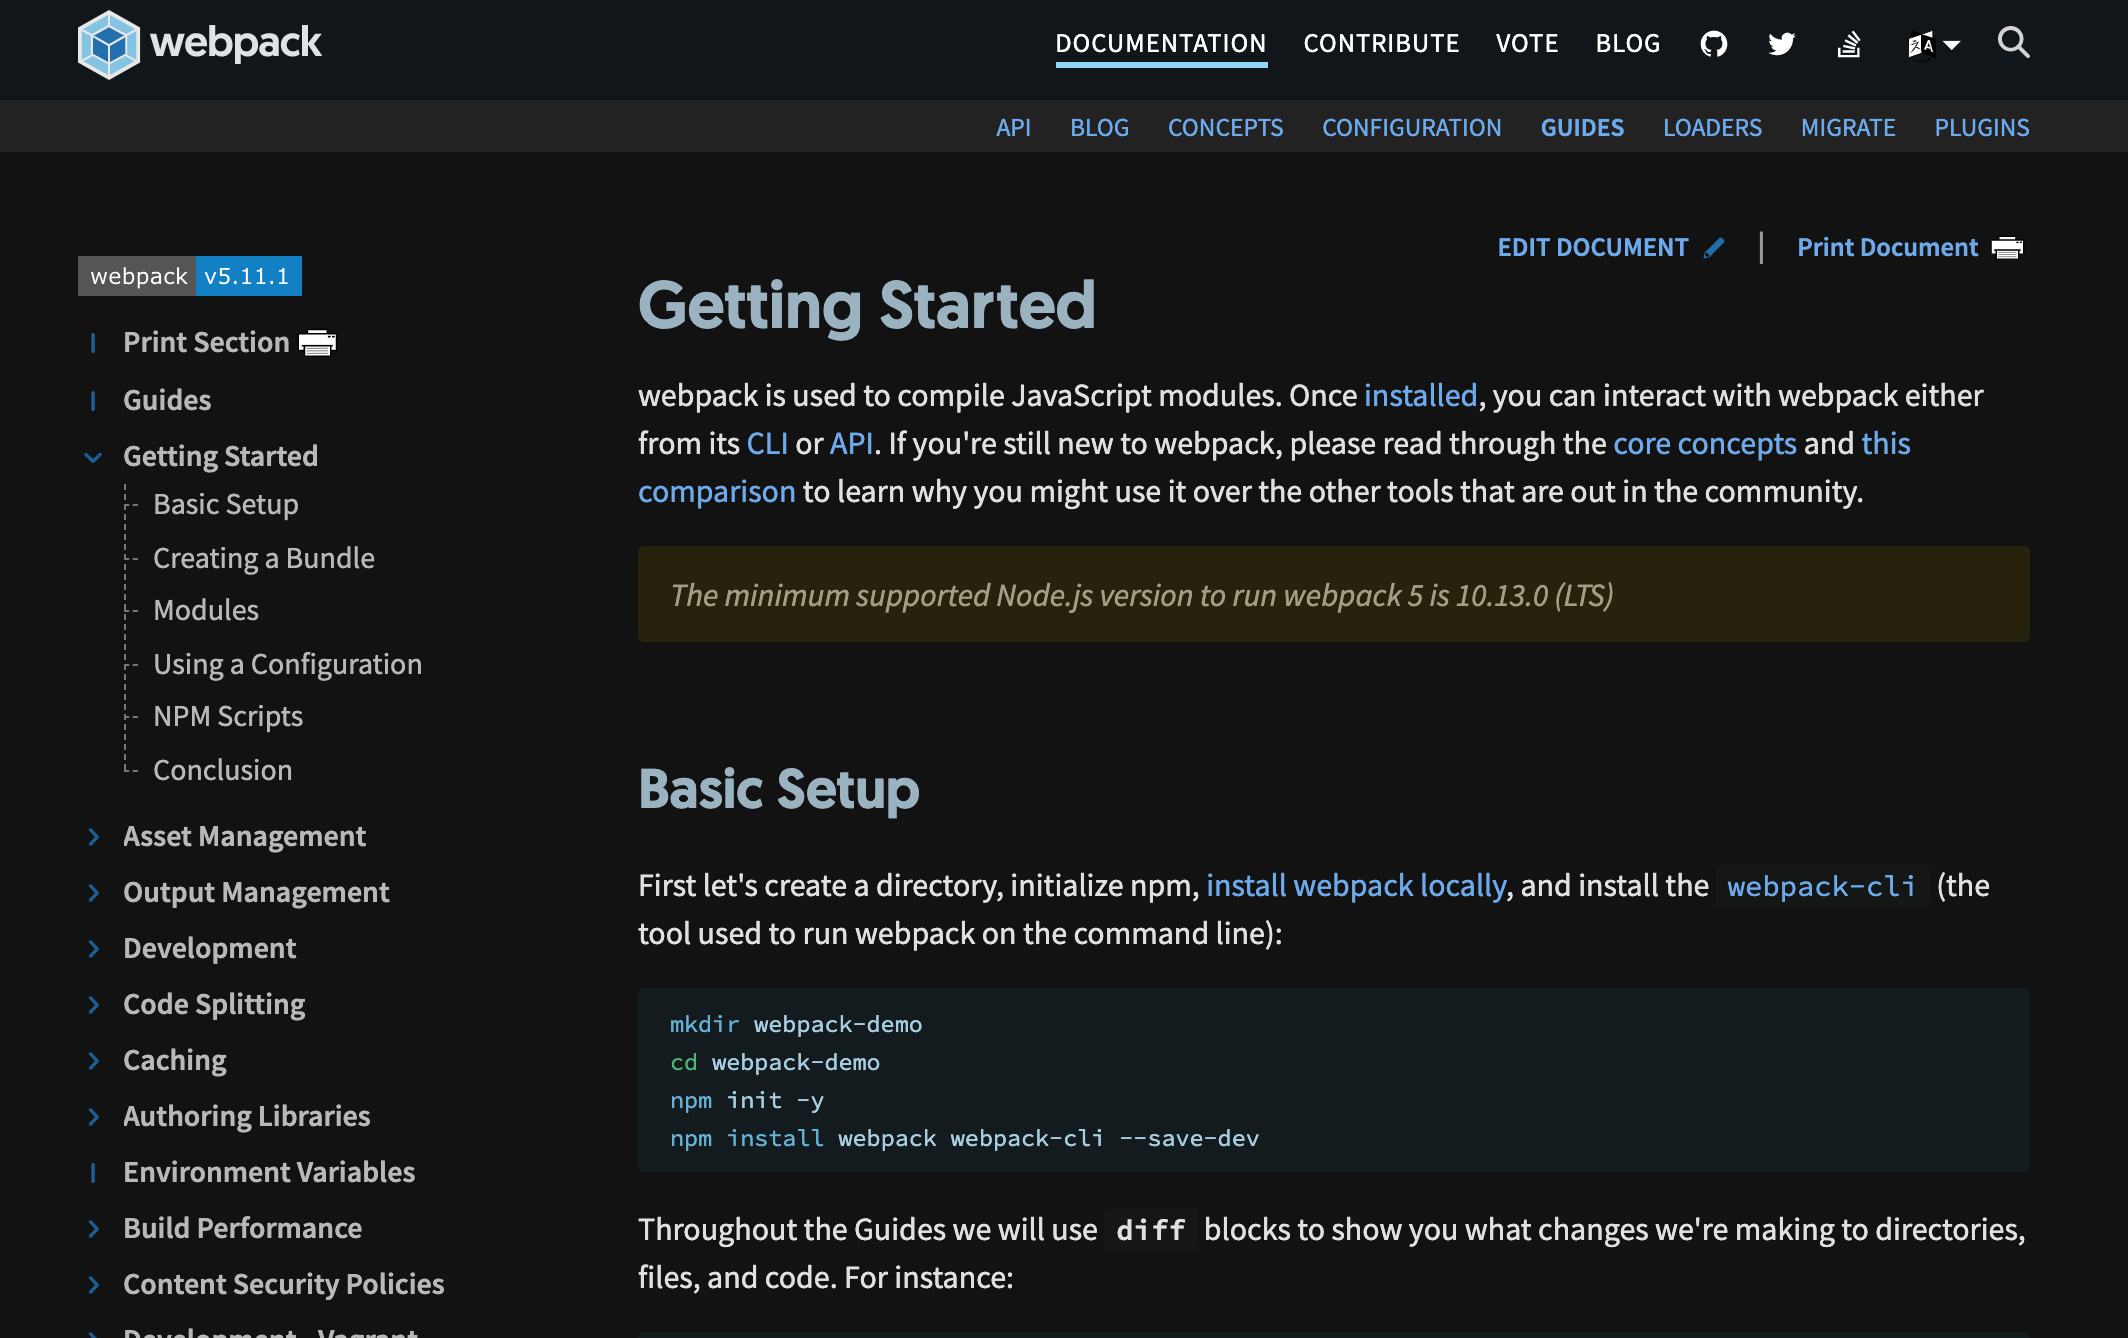 webpack
DOCUMENTATION CONTRIBUTE VOTE BLOG
API BLOG CONCEPTS CONFIGURATION GUIDES LOADERS MIGRATE PLUGINS
webpack v5.11.1
Print Section
Guides
Getting Started
Basic Setup
Creating a Bundle
Modules
Using a Configuration
NPM Scripts
Conclusion
Asset Management
Output Management
Development
Code Splitting
Caching
Authoring Libraries
Environment Variables
Build Performance
Content Security Policies
Development - Vagrant
EDIT DOCUMENT | Print Document
Getting Started
webpack is used to compile JavaScript modules. Once installed, you can interact with webpack either
from its CLI or API. If you're still new to webpack, please read through the core concepts and this
comparison to learn why you might use it over the other tools that are out in the community.
The minimum supported Node.js version to run webpack 5 is 10.13.0 (LTS)
Basic Setup
First let's create a directory, initialize npm, install webpack locally, and install the webpack-cli (the
tool used to run webpack on the command line):
mkdir webpack-demo
cd webpack-demo
npm init -y
npm install webpack webpack-cli --save-dev
Throughout the Guides we will use diff blocks to show you what changes we're making to directories,
files, and code. For instance: